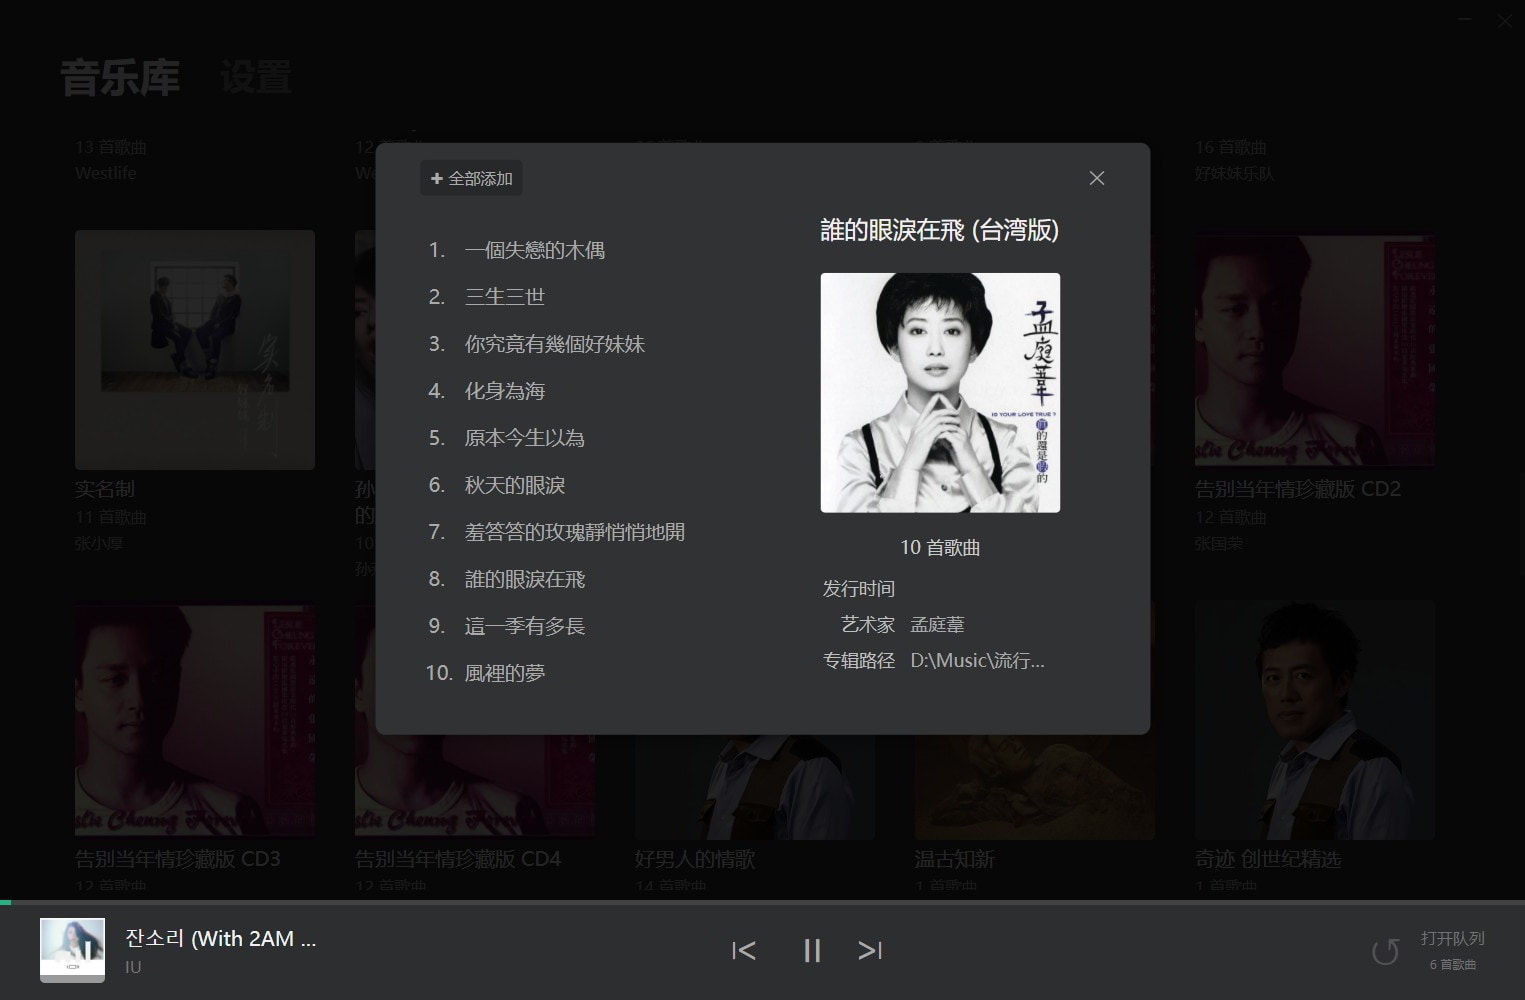 音乐库 设置
13 首歌曲
Westlife
12
16 首歌曲
好妹妹乐队
全部添加
1. 一個失戀的木偶
2. 三生三世
3. 你究竟有幾個好妹妹
4. 化身為海
5. 原本今生以為
6. 秋天的眼淚
7. 羞答答的玫瑰靜悄悄地開
8. 誰的眼淚在飛
9. 這一季有多長
10. 風裡的夢
誰的眼淚在飛 (台湾版)
孟庭葦
IS YOUR LOVE TRUE ?
真的還是假的
10 首歌曲
发行时间
艺术家 孟庭葦
专辑路径 D:\Music\流行...
实名制
11 首歌曲
张小厚
孙
的
10
告别当年情珍藏版 CD2
12 首歌曲
张国荣
告别当年情珍藏版 CD3
12 首歌曲
告别当年情珍藏版 CD4
12 首歌曲
好男人的情歌
14 首歌曲
温古知新
1 首歌曲
奇迹 创世纪精选
1 首歌曲
잔소리 (With 2AM ...
IU
打开队列
6 首歌曲